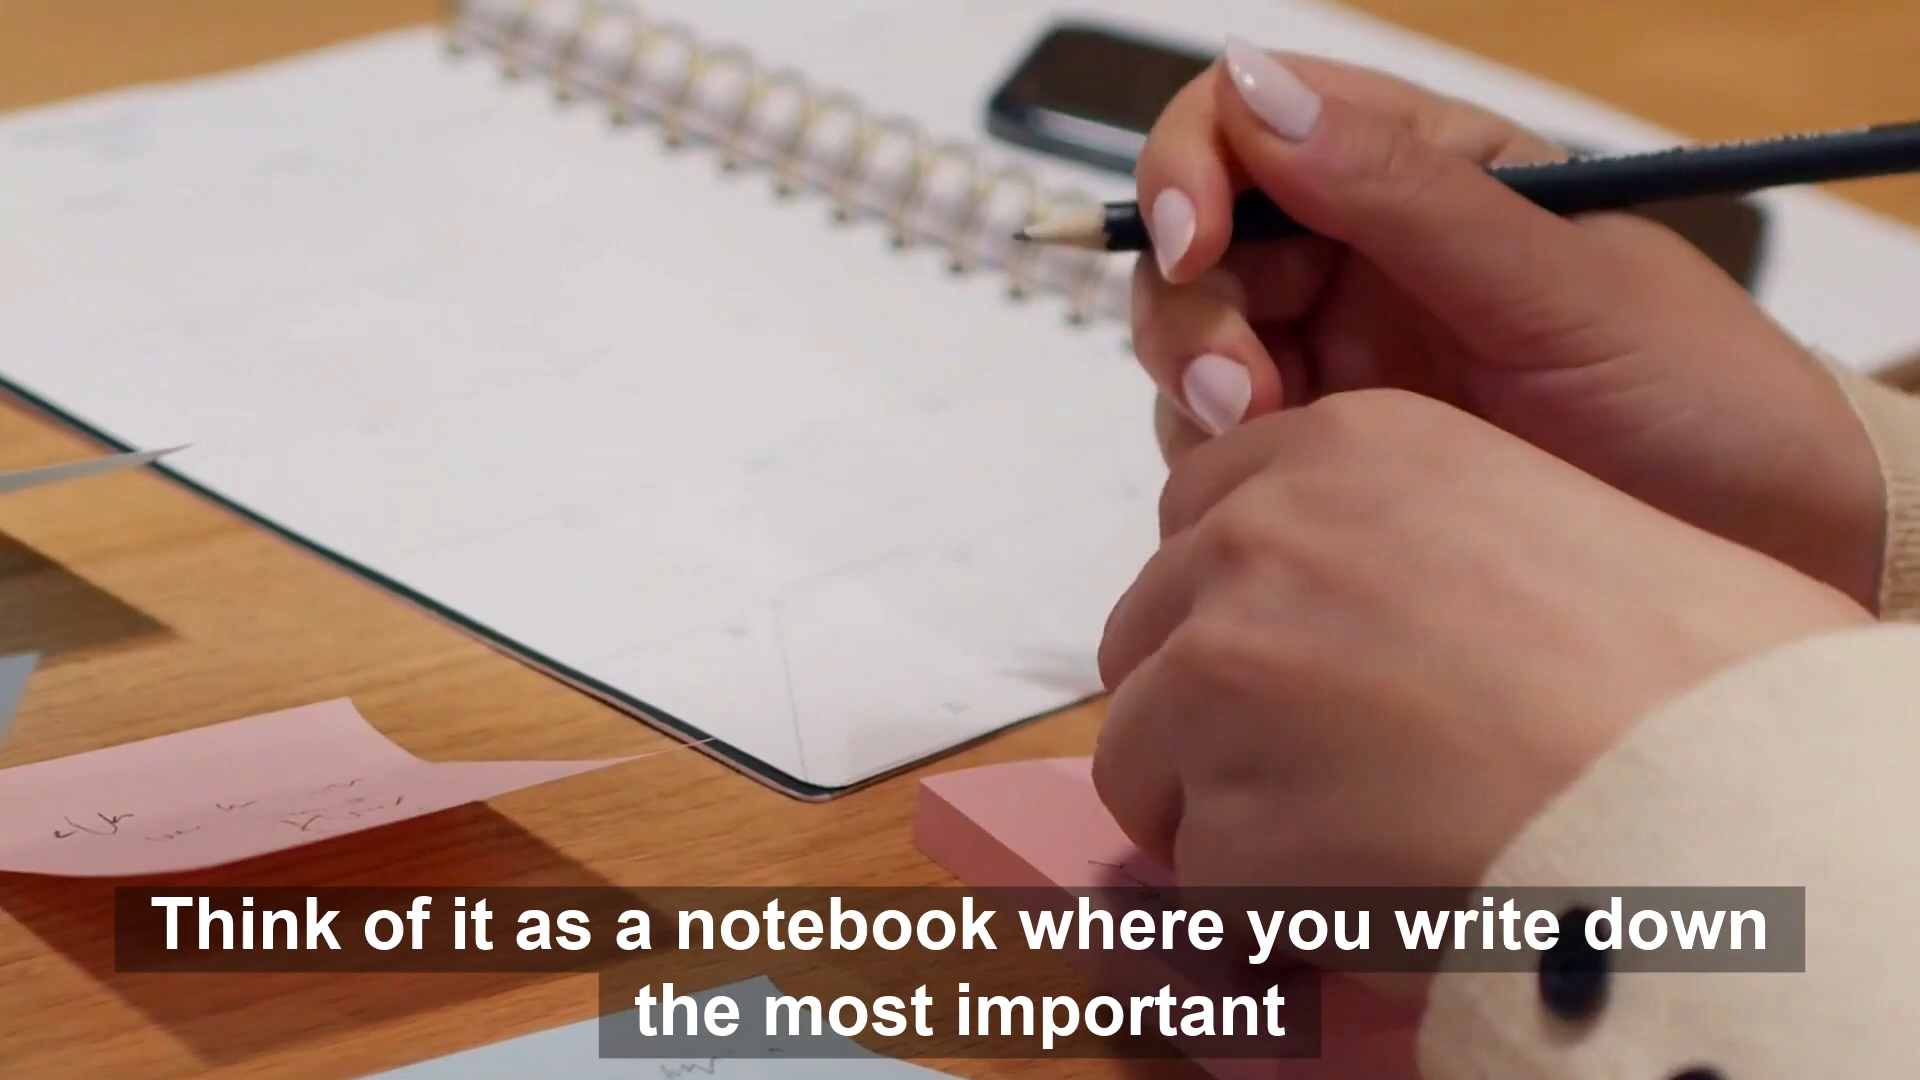 Think of it as a notebook where you write down
the most important